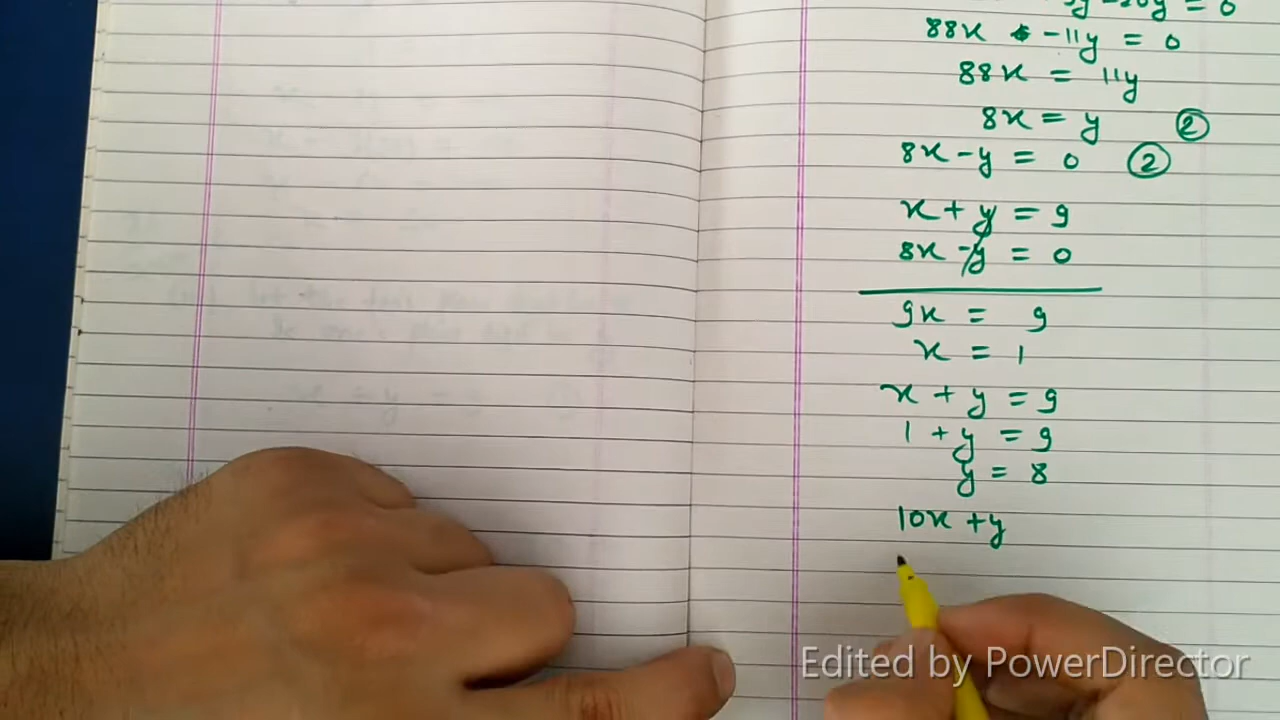 88x -11y = 0
88x = 11y
8x = y ②
8x - y = 0 ②
x + y = 9
8x - y = 0
9x = 9
x = 1
x + y = 9
1 + y = 9
y = 8
10x + y
Edited by PowerDirector